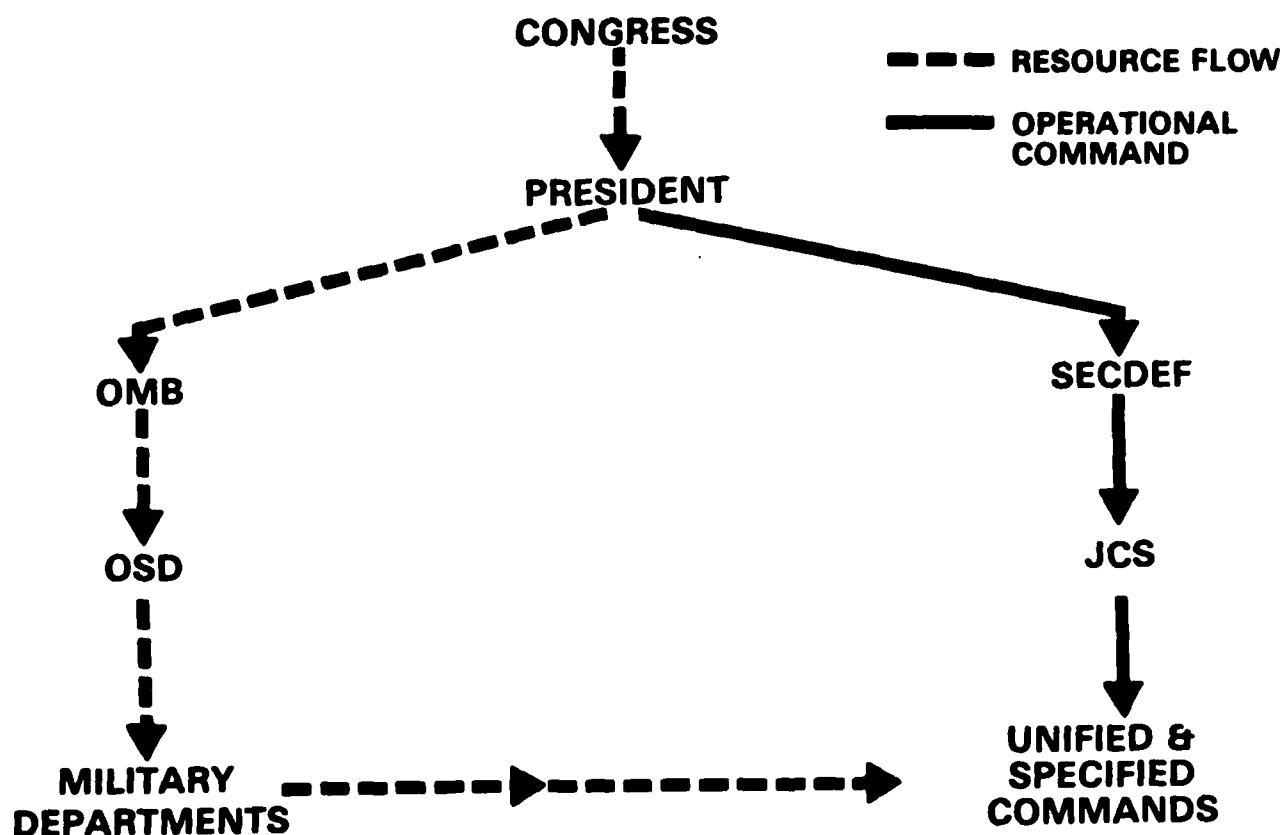 CONGRESS
RESOURCE FLOW
OPERATIONAL
COMMAND
PRESIDENT
OMB
SECDEF
OSD
JCS
MILITARY
DEPARTMENTS
UNIFIED &
SPECIFIED
COMMANDS